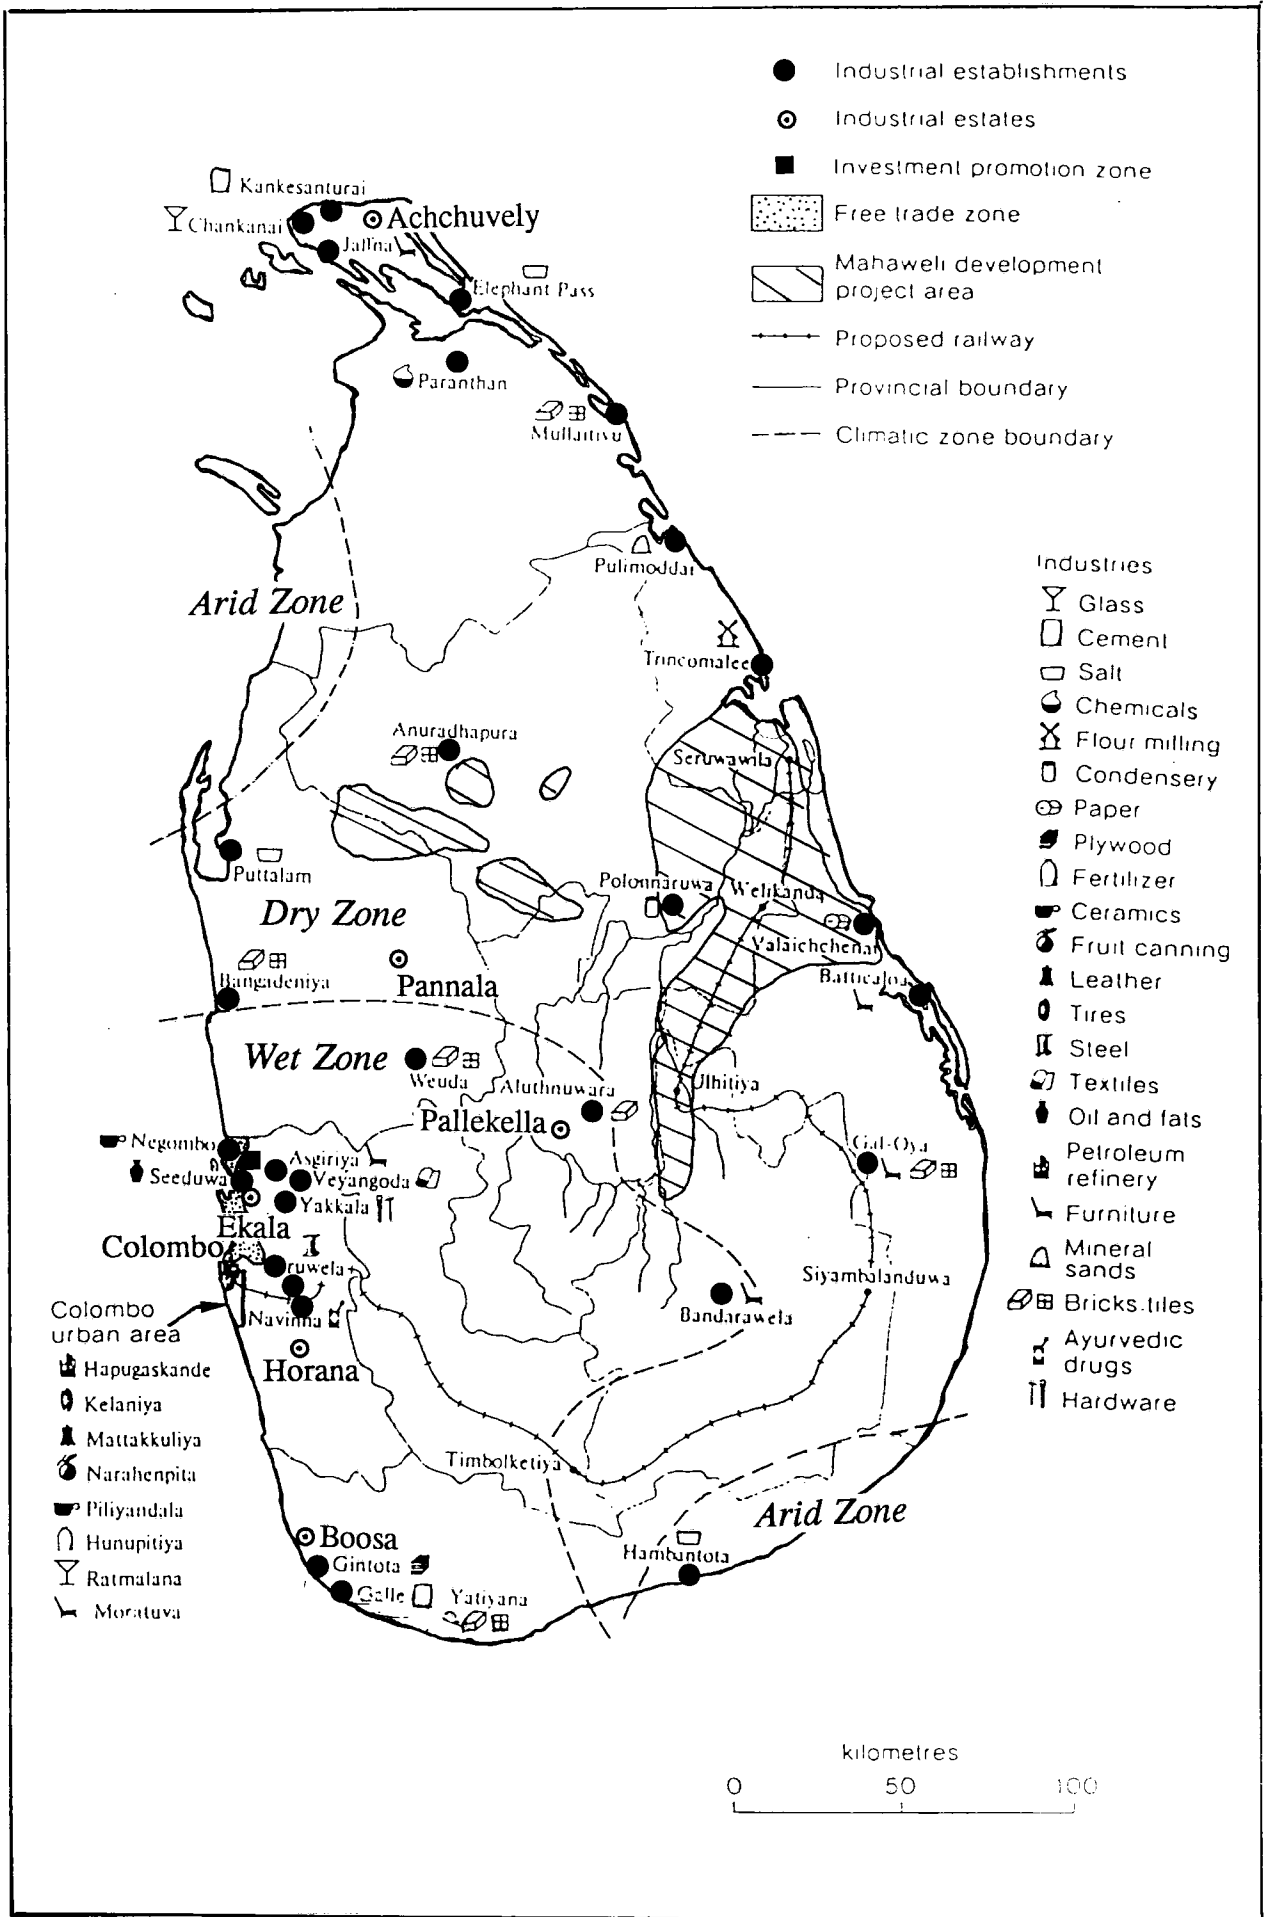 Industrial establishments
Industrial estates
Investment promotion zone
Free trade zone
Mahaweli development
project area
Proposed railway
Provincial boundary
Climatic zone boundary
Kankesanturai
Chankanai
Achchuvely
Jaffna
Elephant Pass
Paranthan
Mullaitivu
Pulimoddai
Arid Zone
Trincomalee
Anuradhapura
Seruwawila
Puttalam
Polonnaruwa
Welikanda
Dry Zone
Valaichchenai
Pannala
Bangadeniya
Batticaloa
Wet Zone
Weuda
Aluthnuwara
Ulhitiya
Pallekella
Negombo
Asgiriya
Gal-Oya
Seeduwa
Veyangoda
Yakkala
Ekala
Colombo
ruwela
Siyambalanduwa
Navinna
Bandarawela
Horana
Timbolketiya
Arid Zone
Boosa
Gintota
Hambantota
Galle
Yatiyana
Industries
Glass
Cement
Salt
Chemicals
Flour milling
Condensery
Paper
Plywood
Fertilizer
Ceramics
Fruit canning
Leather
Tires
Steel
Textiles
Oil and fats
Petroleum
refinery
Furniture
Mineral
sands
Bricks.tiles
Ayurvedic
drugs
Hardware
Colombo
urban area
Hapugaskande
Kelaniya
Mattakkuliya
Narahenpita
Piliyandala
Hunupitiya
Ratmalana
Moratuva
kilometres
0 50 100